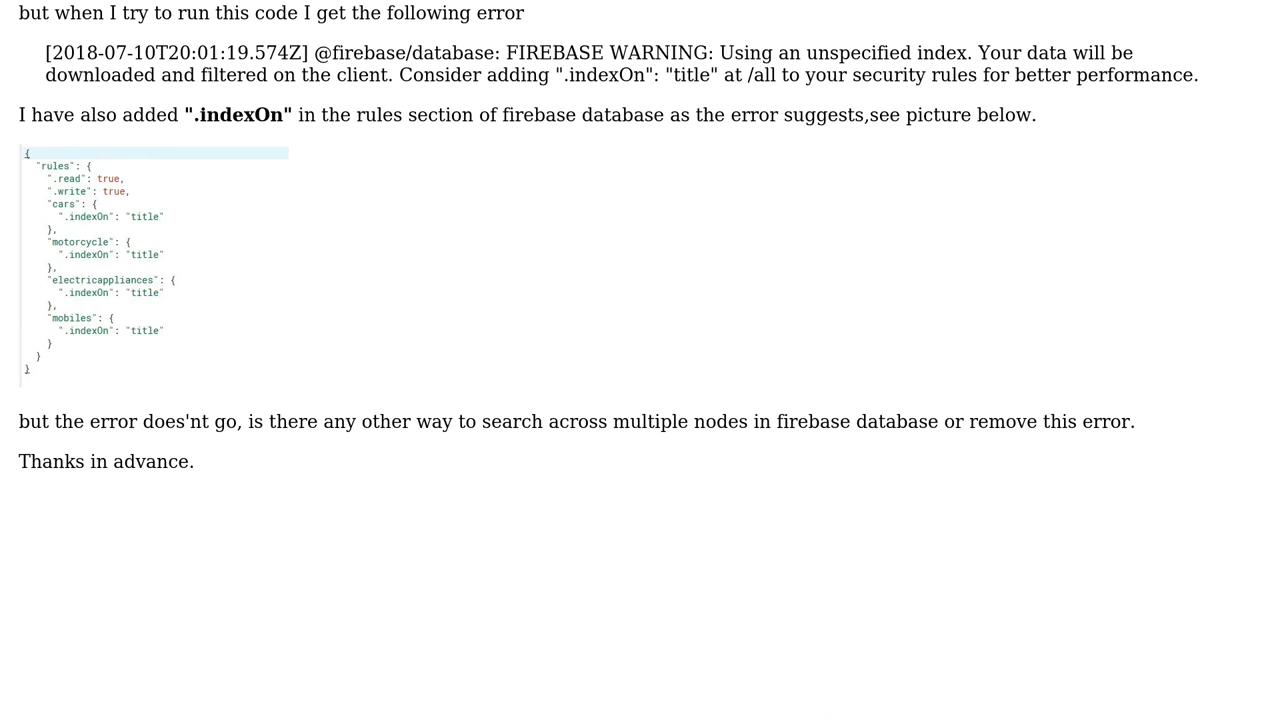 but when I try to run this code I get the following error
[2018-07-10T20:01:19.574Z] @firebase/database: FIREBASE WARNING: Using an unspecified index. Your data will be
downloaded and filtered on the client. Consider adding ".indexOn": "title" at /all to your security rules for better performance.
I have also added ".indexOn" in the rules section of firebase database as the error suggests,see picture below.
{
"rules": {
".read": true,
".write": true,
"cars": {
".indexOn": "title"
},
"motorcycle": {
".indexOn": "title"
},
"electricappliances": {
".indexOn": "title"
},
"mobiles": {
".indexOn": "title"
}
}
}
but the error does'nt go, is there any other way to search across multiple nodes in firebase database or remove this error.
Thanks in advance.